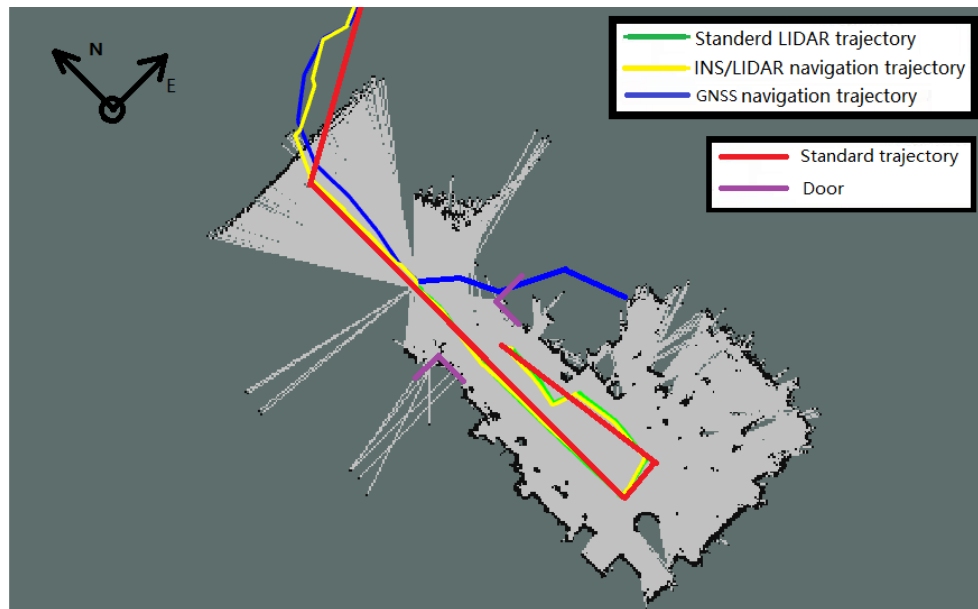 N
E
Standerd LIDAR trajectory
INS/LIDAR navigation trajectory
GNSS navigation trajectory
Standard trajectory
Door